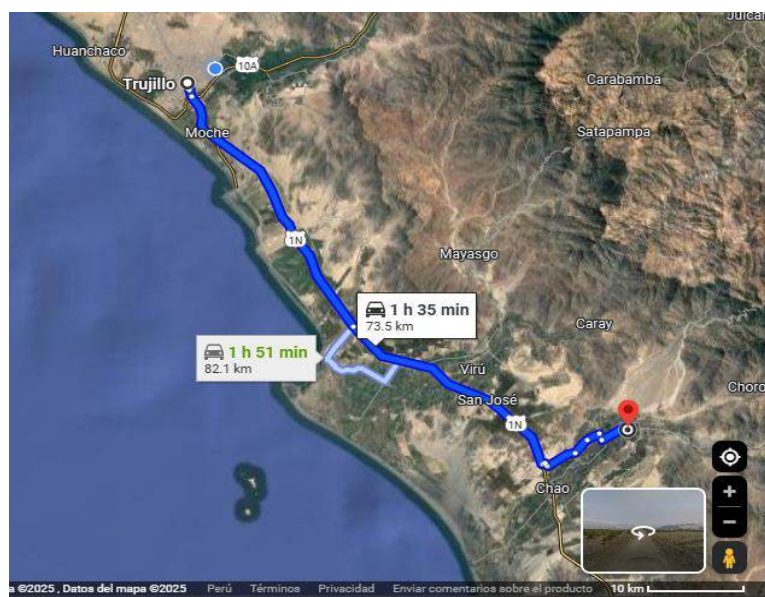 Julcan
Huanchaco
10A
Carabamba
Trujillo
Moche
Satapampa
1N
Mayasgo
1 h 35 min
73.5 km
Caray
1 h 51 min
82.1 km
Virú
Choro
San José
1N
Chao
a ©2025 , Datos del mapa ©2025 Perú Términos Privacidad Enviar comentarios sobre el producto 10 km